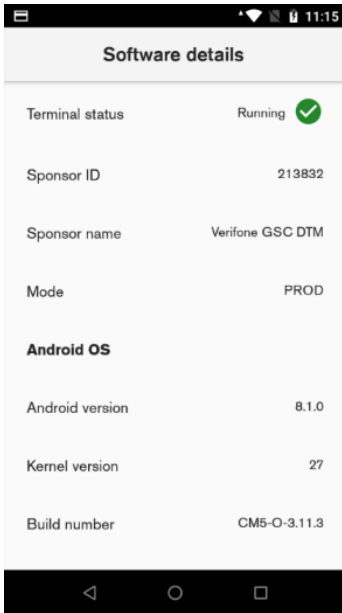 11:15
Software details
Terminal status Running
Sponsor ID 213832
Sponsor name Verifone GSC DTM
Mode PROD
Android OS
Android version 8.1.0
Kernel version 27
Build number CM5-O-3.11.3